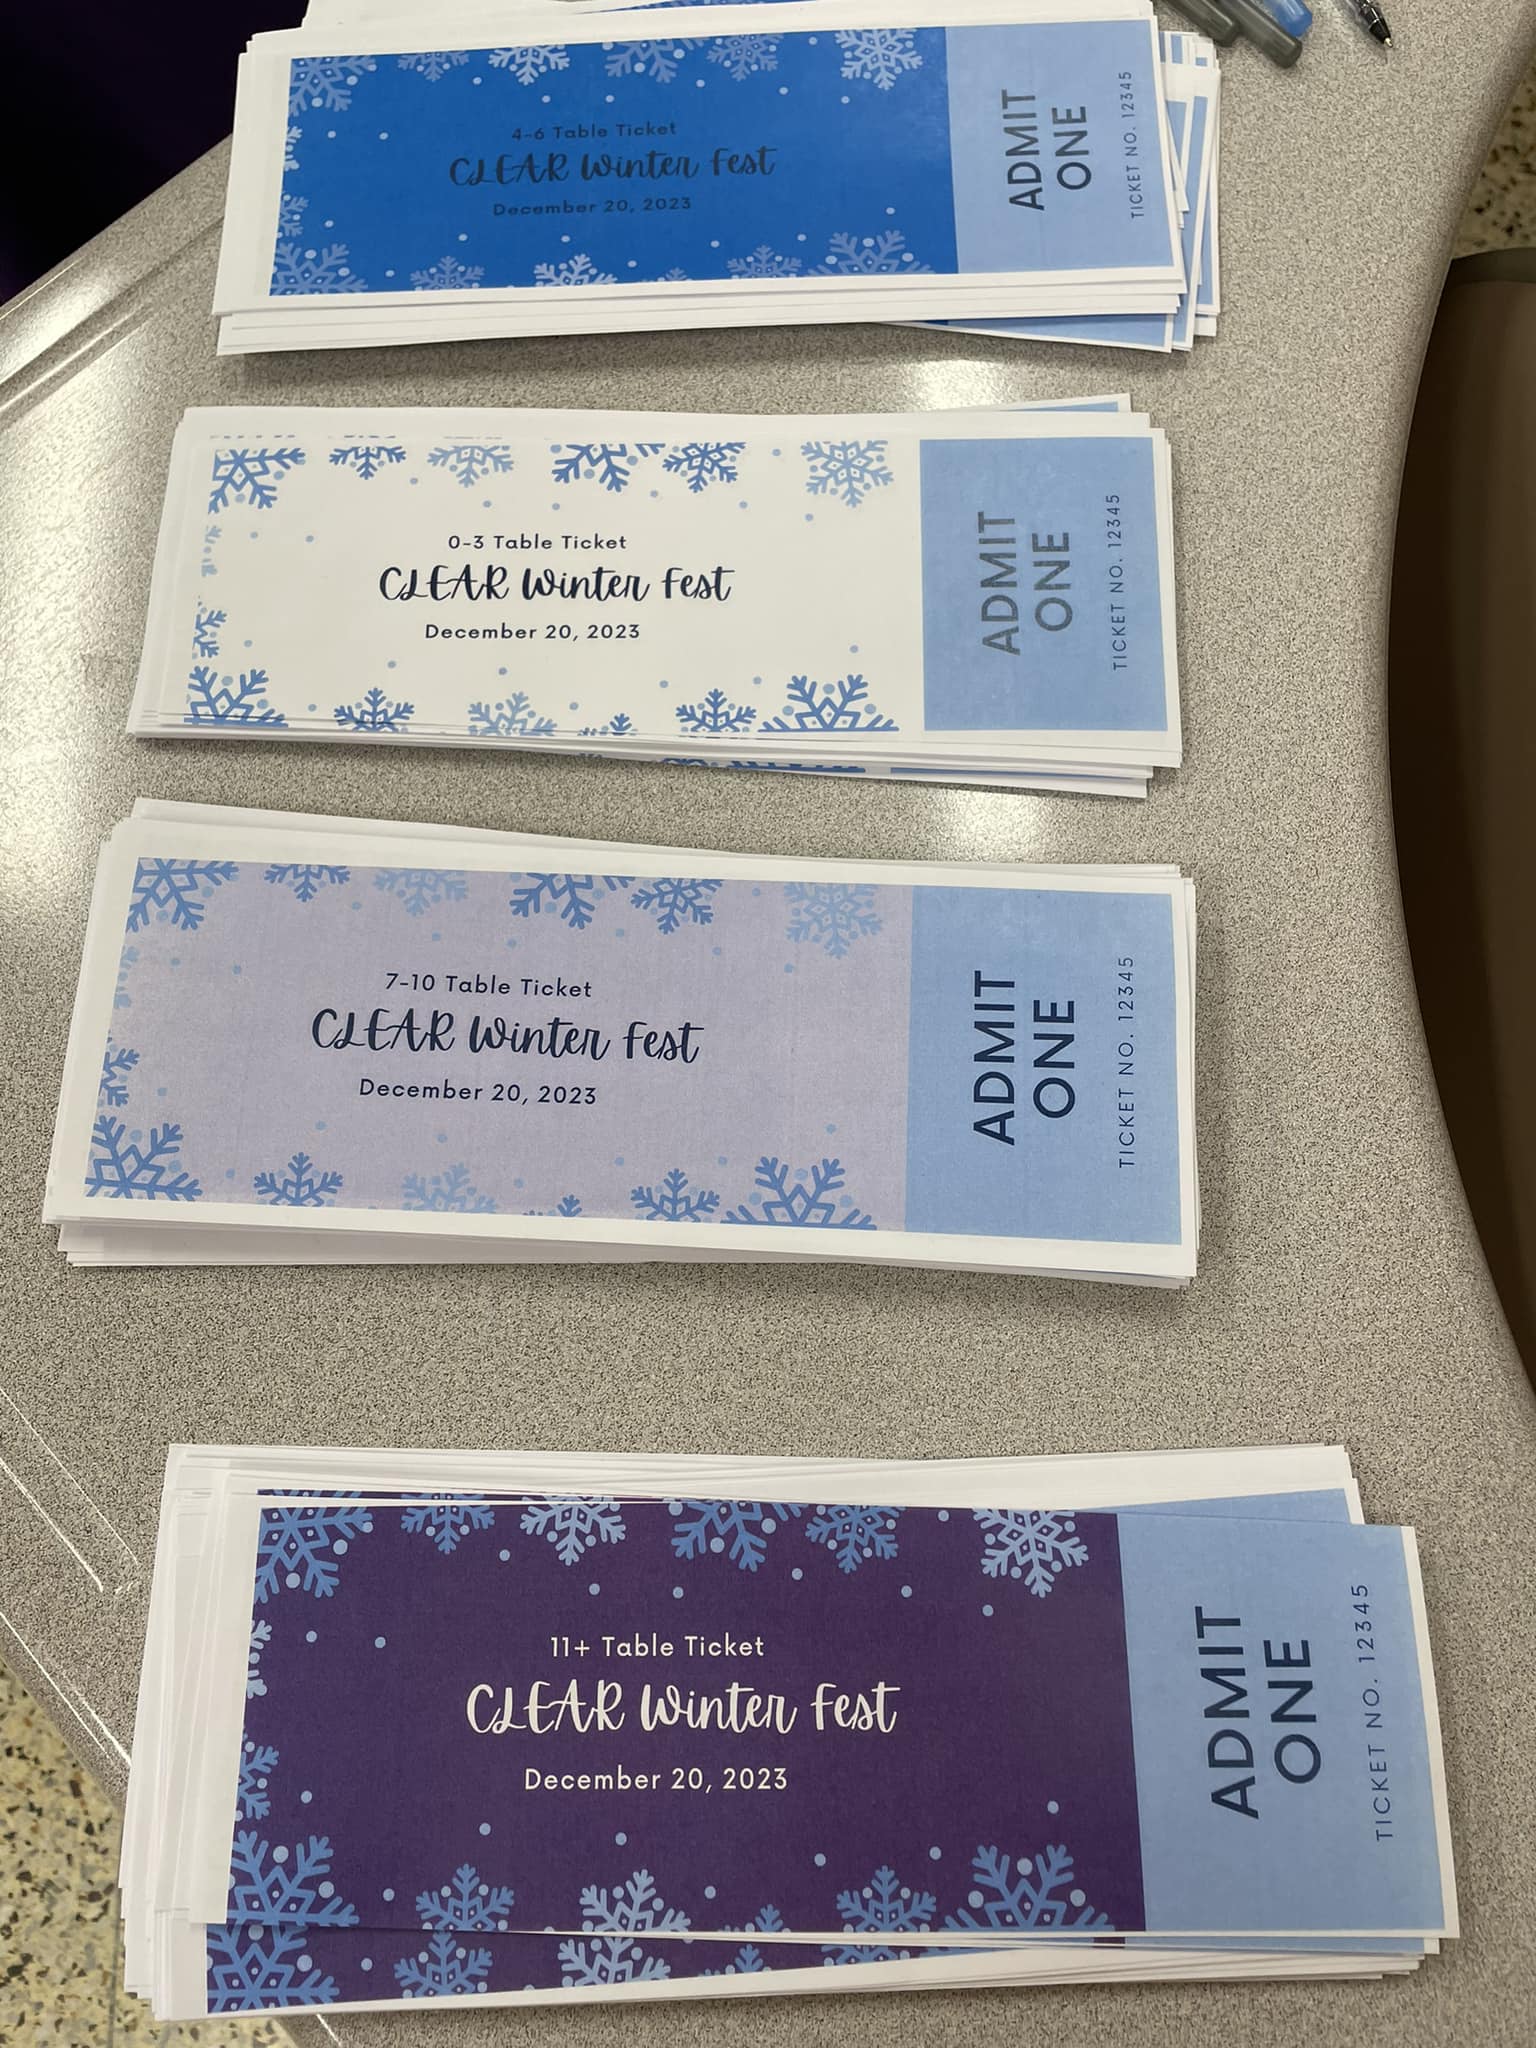 4-6 Table Ticket
CLEAR Winter Fest
December 20, 2023
ADMIT
ONE
TICKET NO. 12345
0-3 Table Ticket
CLEAR Winter Fest
December 20, 2023
ADMIT
ONE
TICKET NO. 12345
7-10 Table Ticket
CLEAR Winter Fest
December 20, 2023
ADMIT
ONE
TICKET NO. 12345
11+ Table Ticket
CLEAR Winter Fest
December 20, 2023
ADMIT
ONE
TICKET NO. 12345